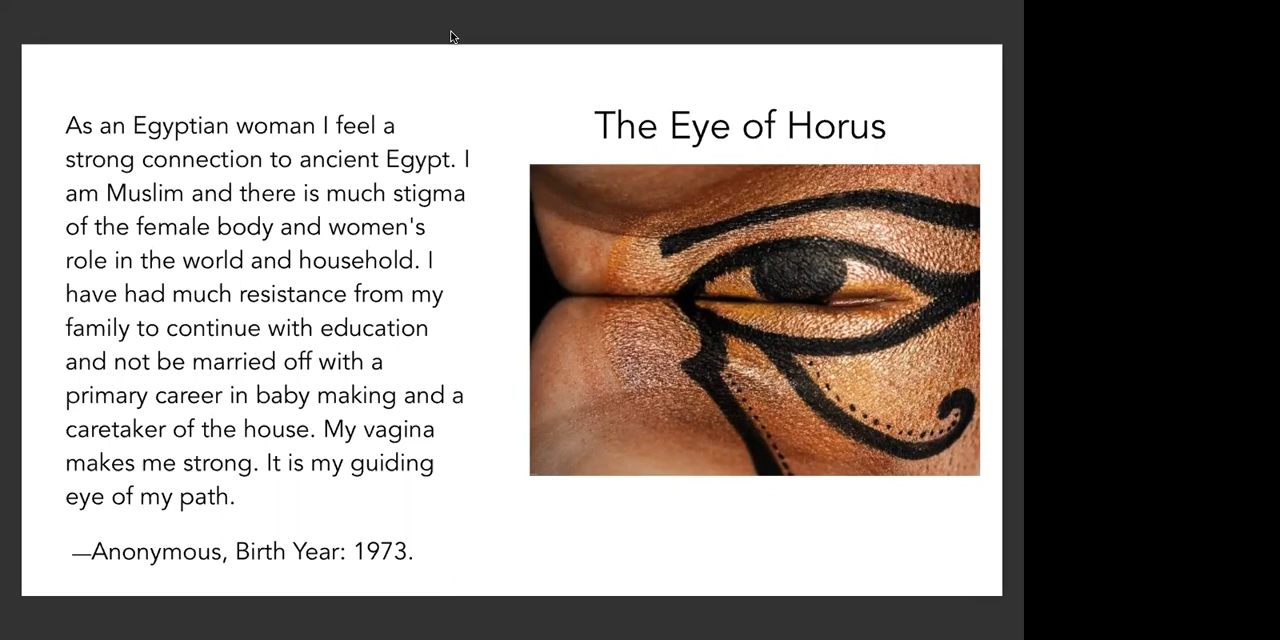 As an Egyptian woman I feel a
strong connection to ancient Egypt. I
am Muslim and there is much stigma
of the female body and women's
role in the world and household. I
have had much resistance from my
family to continue with education
and not be married off with a
primary career in baby making and a
caretaker of the house. My vagina
makes me strong. It is my guiding
eye of my path.
—Anonymous, Birth Year: 1973.
The Eye of Horus